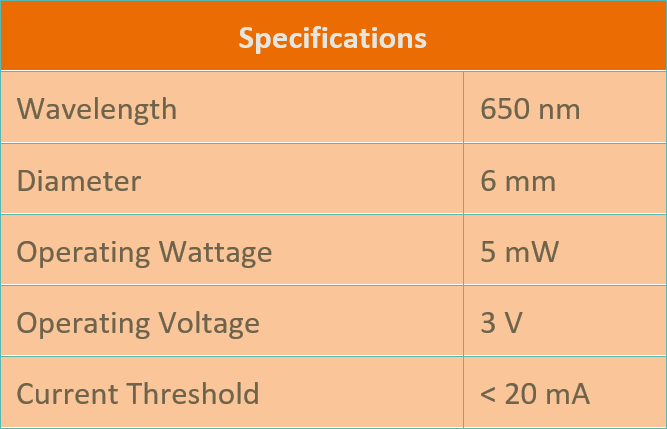 Specifications
Wavelength 650 nm
Diameter 6 mm
Operating Wattage 5 mW
Operating Voltage 3 V
Current Threshold < 20 mA